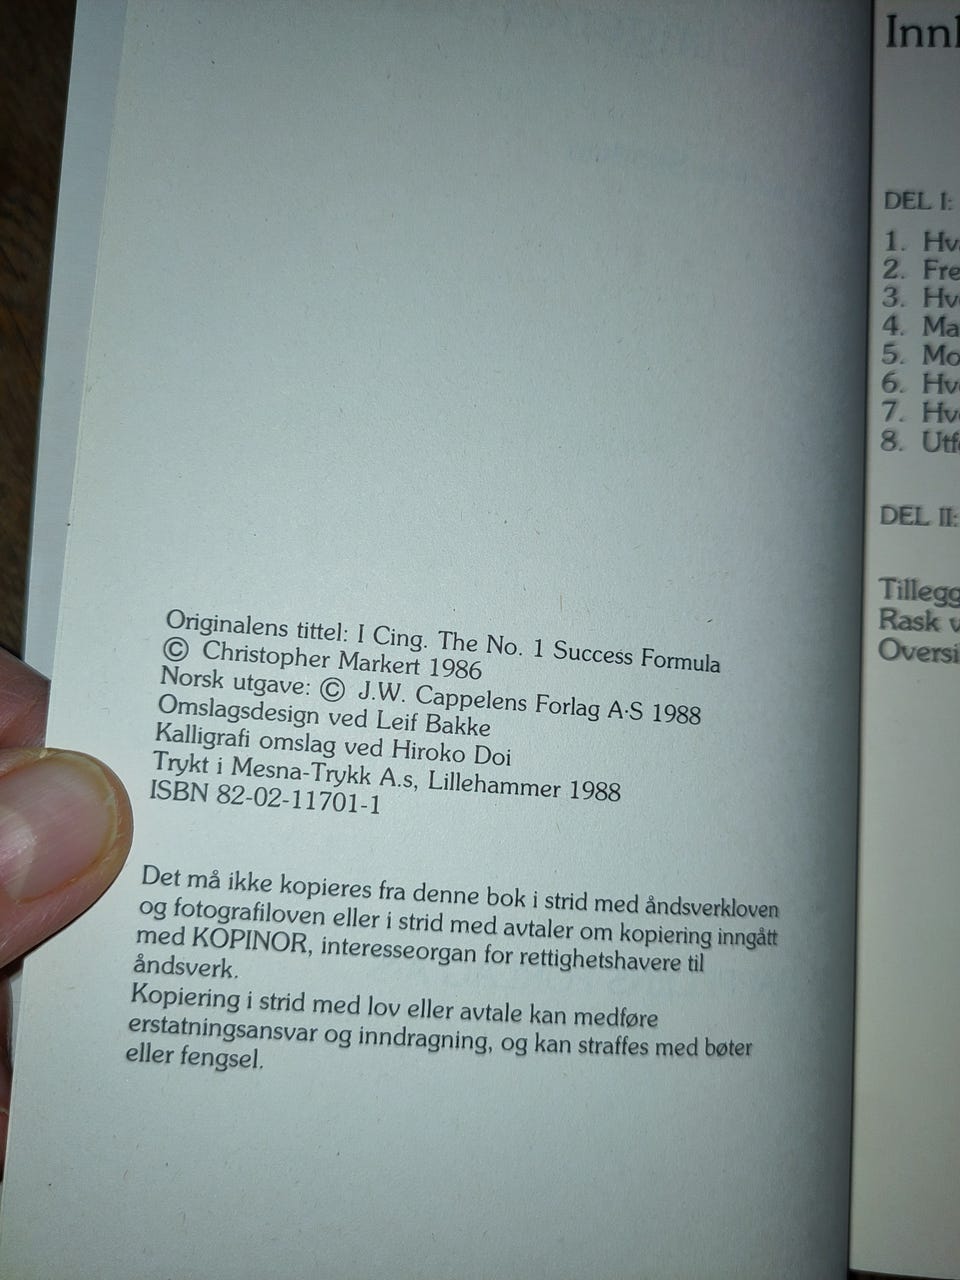 Originalens tittel: I Cing. The No. 1 Success Formula
© Christopher Markert 1986
Norsk utgave: © J.W. Cappelens Forlag A·S 1988
Omslagsdesign ved Leif Bakke
Kalligrafi omslag ved Hiroko Doi
Trykt i Mesna-Trykk A.s, Lillehammer 1988
ISBN 82-02-11701-1
Det må ikke kopieres fra denne bok i strid med åndsverkloven
og fotografiloven eller i strid med avtaler om kopiering inngått
med KOPINOR, interesseorgan for rettighetshavere til
åndsverk.
Kopiering i strid med lov eller avtale kan medføre
erstatningsansvar og inndragning, og kan straffes med bøter
eller fengsel.
DEL I:
1.
2.
3.
4.
5.
6.
7.
8.
DEL II:
Rask